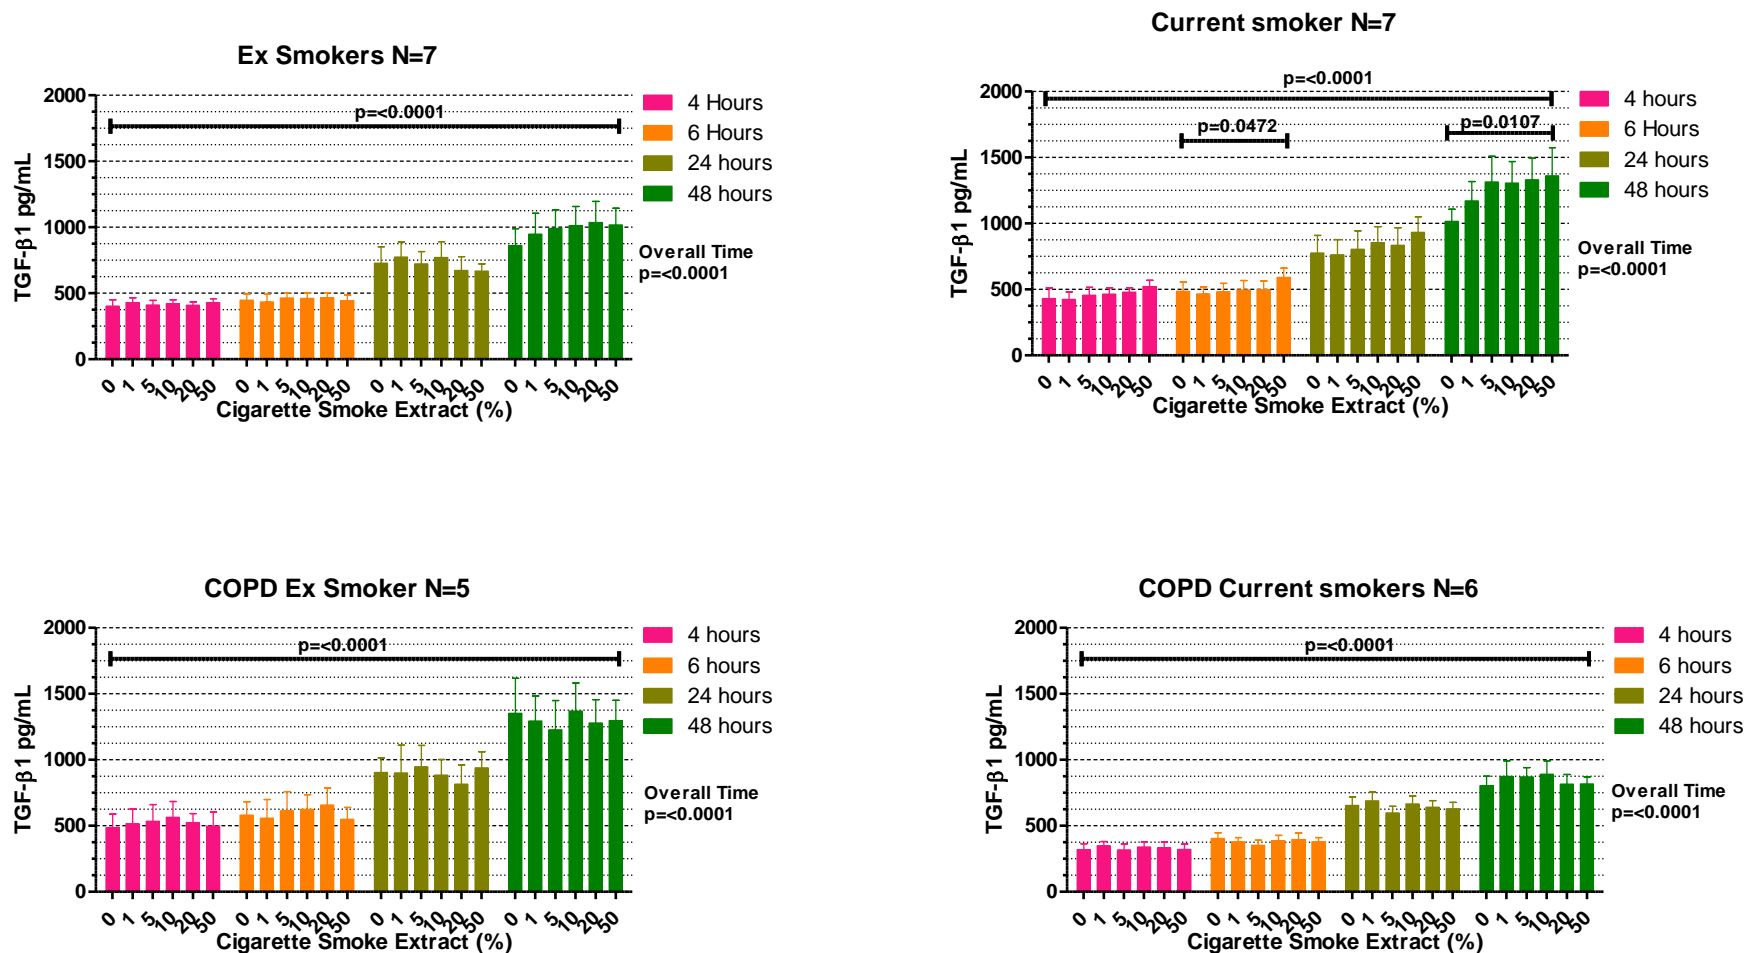 Ex Smokers N=7
2000
1500
1000
500
0
TGF-β1 pg/mL
p=<0.0001
4 Hours
6 Hours
24 hours
48 hours
Overall Time
p=<0.0001
0 1 5 10 20 50 0 1 5 10 20 50 0 1 5 10 20 50 0 1 5 10 20 50
Cigarette Smoke Extract (%)
Current smoker N=7
2000
1500
1000
500
0
TGF-β1 pg/mL
p=<0.0001
p=0.0472
p=0.0107
4 hours
6 Hours
24 hours
48 hours
Overall Time
p=<0.0001
0 1 5 10 20 50 0 1 5 10 20 50 0 1 5 10 20 50 0 1 5 10 20 50
Cigarette Smoke Extract (%)
COPD Ex Smoker N=5
2000
1500
1000
500
0
TGF-β1 pg/mL
p=<0.0001
4 hours
6 hours
24 hours
48 hours
Overall Time
p=<0.0001
0 1 5 10 20 50 0 1 5 10 20 50 0 1 5 10 20 50 0 1 5 10 20 50
Cigarette Smoke Extract (%)
COPD Current smokers N=6
2000
1500
1000
500
0
TGF-β1 pg/mL
p=<0.0001
4 hours
6 hours
24 hours
48 hours
Overall Time
p=<0.0001
0 1 5 10 20 50 0 1 5 10 20 50 0 1 5 10 20 50 0 1 5 10 20 50
Cigarette Smoke Extract (%)